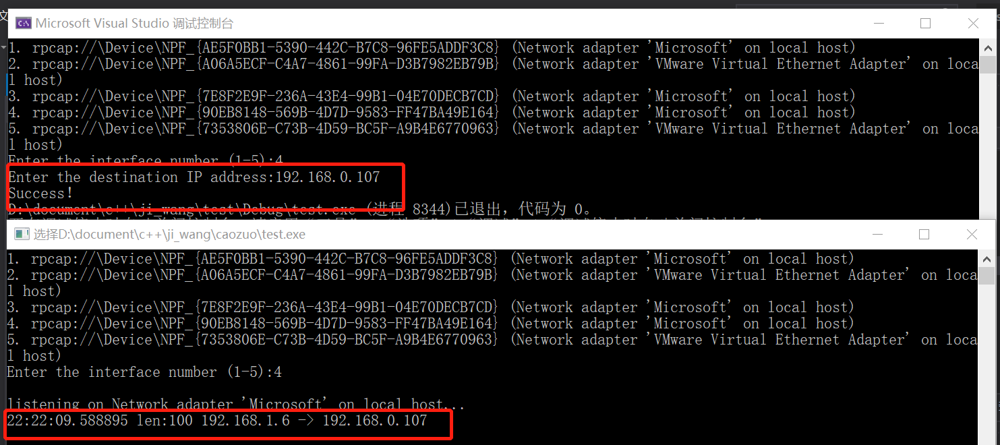 文
Microsoft Visual Studio 调试控制台
1. rpcap://\Device\NPF_{AE5F0BB1-5390-442C-B7C8-96FE5ADDF3C8} (Network adapter 'Microsoft' on local host)
2. rpcap://\Device\NPF_{A06A5ECF-C4A7-4861-99FA-D3B7982EB79B} (Network adapter 'VMware Virtual Ethernet Adapter' on loca
l host)
3. rpcap://\Device\NPF_{7E8F2E9F-236A-43E4-99B1-04E70DECB7CD} (Network adapter 'Microsoft' on local host)
4. rpcap://\Device\NPF_{90EB8148-569B-4D7D-9583-FF47BA49E164} (Network adapter 'Microsoft' on local host)
5. rpcap://\Device\NPF_{7353806E-C73B-4D59-BC5F-A9B4E6770963} (Network adapter 'VMware Virtual Ethernet Adapter' on loca
l host)
Enter the interface number (1-5):4
Enter the destination IP address:192.168.0.107
Success!
D:\document\c++\ji_wang\test\Debug\test.exe (进程 8344)已退出，代码为 0。
选择D:\document\c++\ji_wang\caozuo\test.exe
1. rpcap://\Device\NPF_{AE5F0BB1-5390-442C-B7C8-96FE5ADDF3C8} (Network adapter 'Microsoft' on local host)
2. rpcap://\Device\NPF_{A06A5ECF-C4A7-4861-99FA-D3B7982EB79B} (Network adapter 'VMware Virtual Ethernet Adapter' on loca
l host)
3. rpcap://\Device\NPF_{7E8F2E9F-236A-43E4-99B1-04E70DECB7CD} (Network adapter 'Microsoft' on local host)
4. rpcap://\Device\NPF_{90EB8148-569B-4D7D-9583-FF47BA49E164} (Network adapter 'Microsoft' on local host)
5. rpcap://\Device\NPF_{7353806E-C73B-4D59-BC5F-A9B4E6770963} (Network adapter 'VMware Virtual Ethernet Adapter' on loca
l host)
Enter the interface number (1-5):4
listening on Network adapter 'Microsoft' on local host...
22:22:09.588895 len:100 192.168.1.6 -> 192.168.0.107